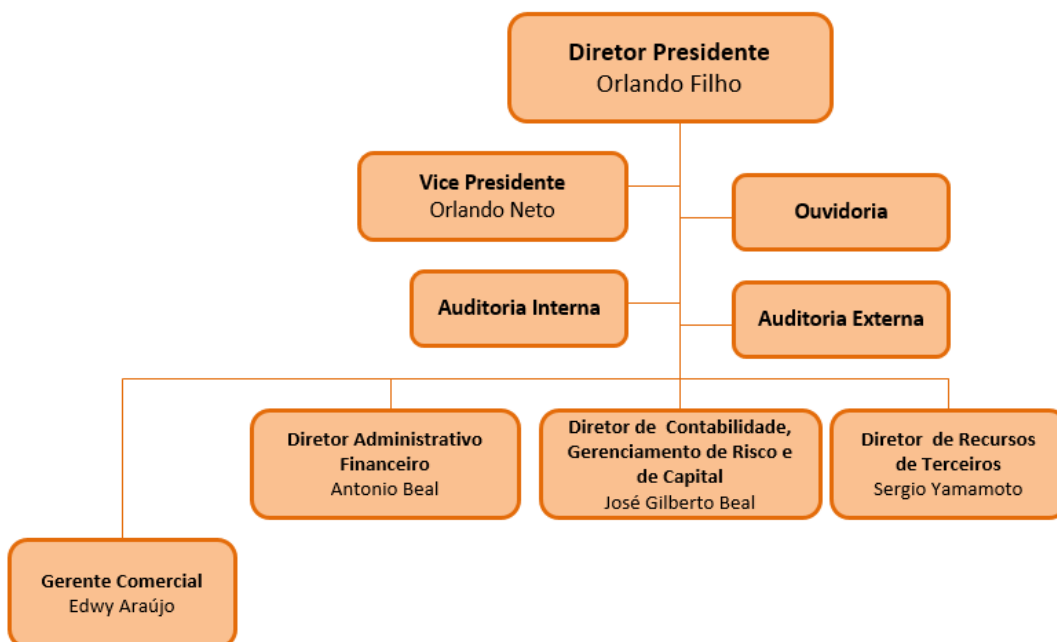 Diretor Presidente
Orlando Filho
Vice Presidente
Orlando Neto
Ouvidoria
Auditoria Interna
Auditoria Externa
Diretor Administrativo
Financeiro
Antonio Beal
Diretor de Contabilidade,
Gerenciamento de Risco e
de Capital
José Gilberto Beal
Diretor de Recursos
de Terceiros
Sergio Yamamoto
Gerente Comercial
Edwy Araújo